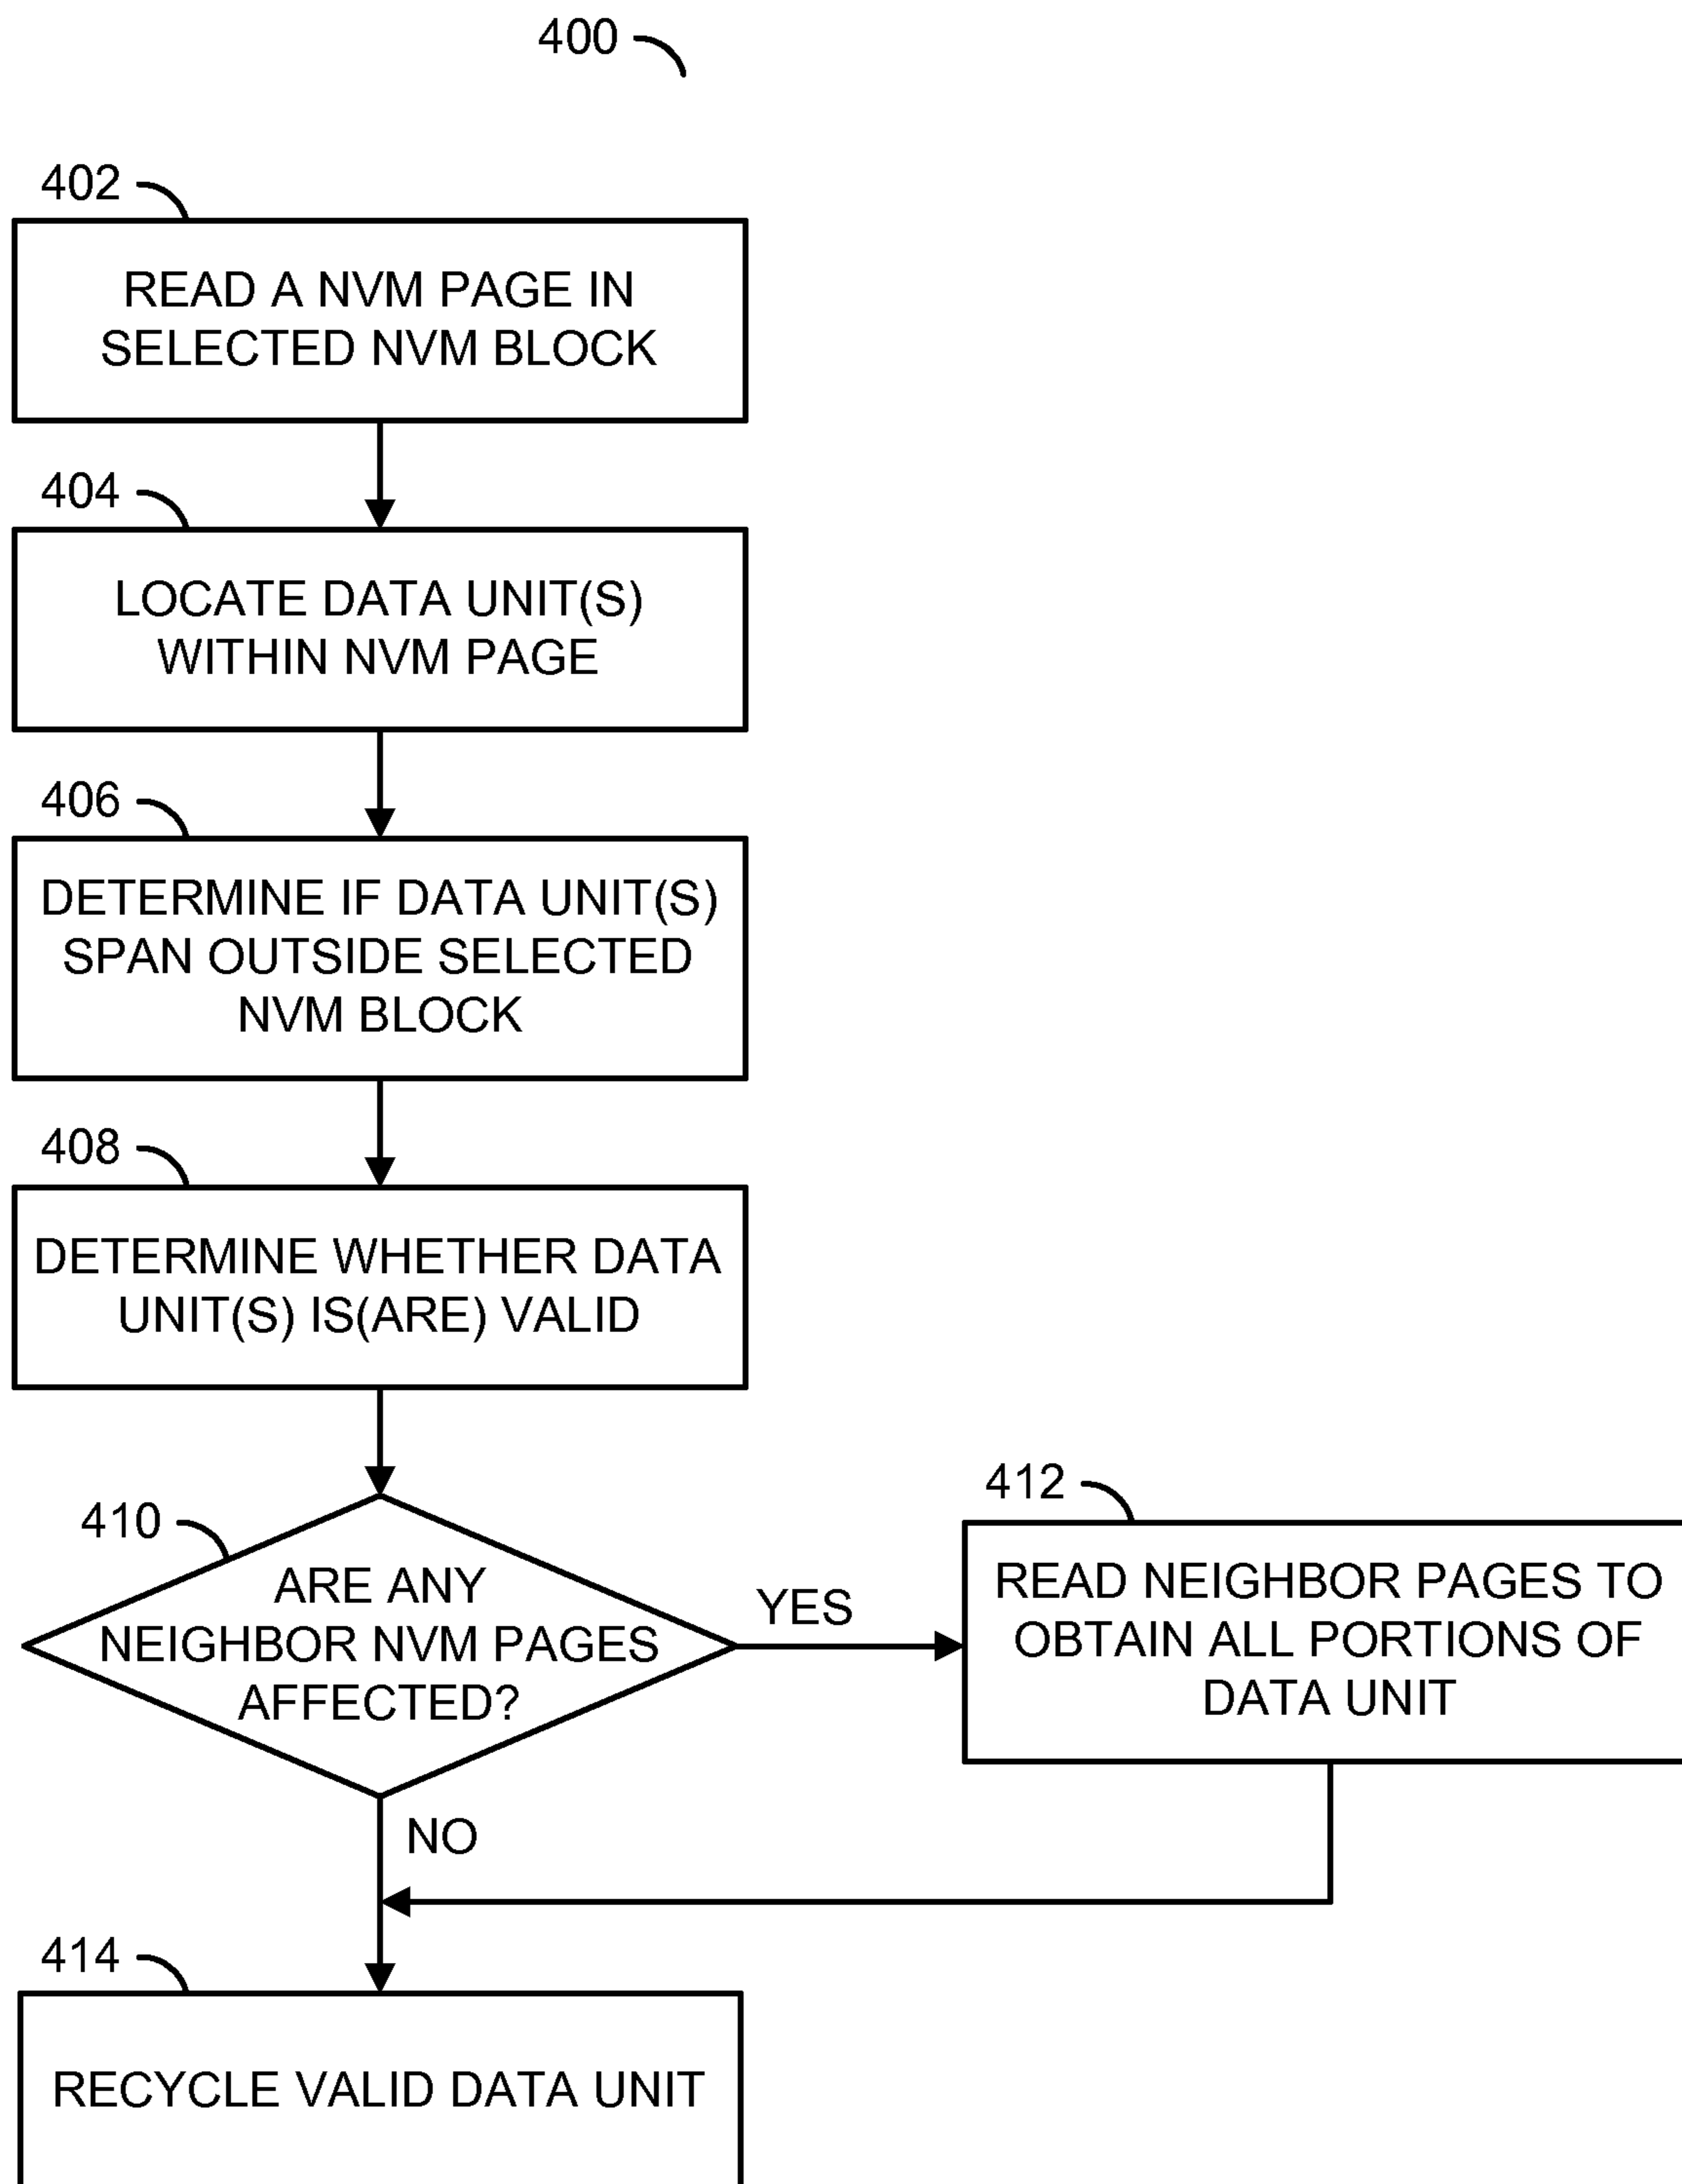 400
402
READ A NVM PAGE IN
SELECTED NVM BLOCK
404
LOCATE DATA UNIT(S)
WITHIN NVM PAGE
406
DETERMINE IF DATA UNIT(S)
SPAN OUTSIDE SELECTED
NVM BLOCK
408
DETERMINE WHETHER DATA
UNIT(S) IS(ARE) VALID
410
ARE ANY
NEIGHBOR NVM PAGES
AFFECTED?
YES
412
READ NEIGHBOR PAGES TO
OBTAIN ALL PORTIONS OF
DATA UNIT
NO
414
RECYCLE VALID DATA UNIT